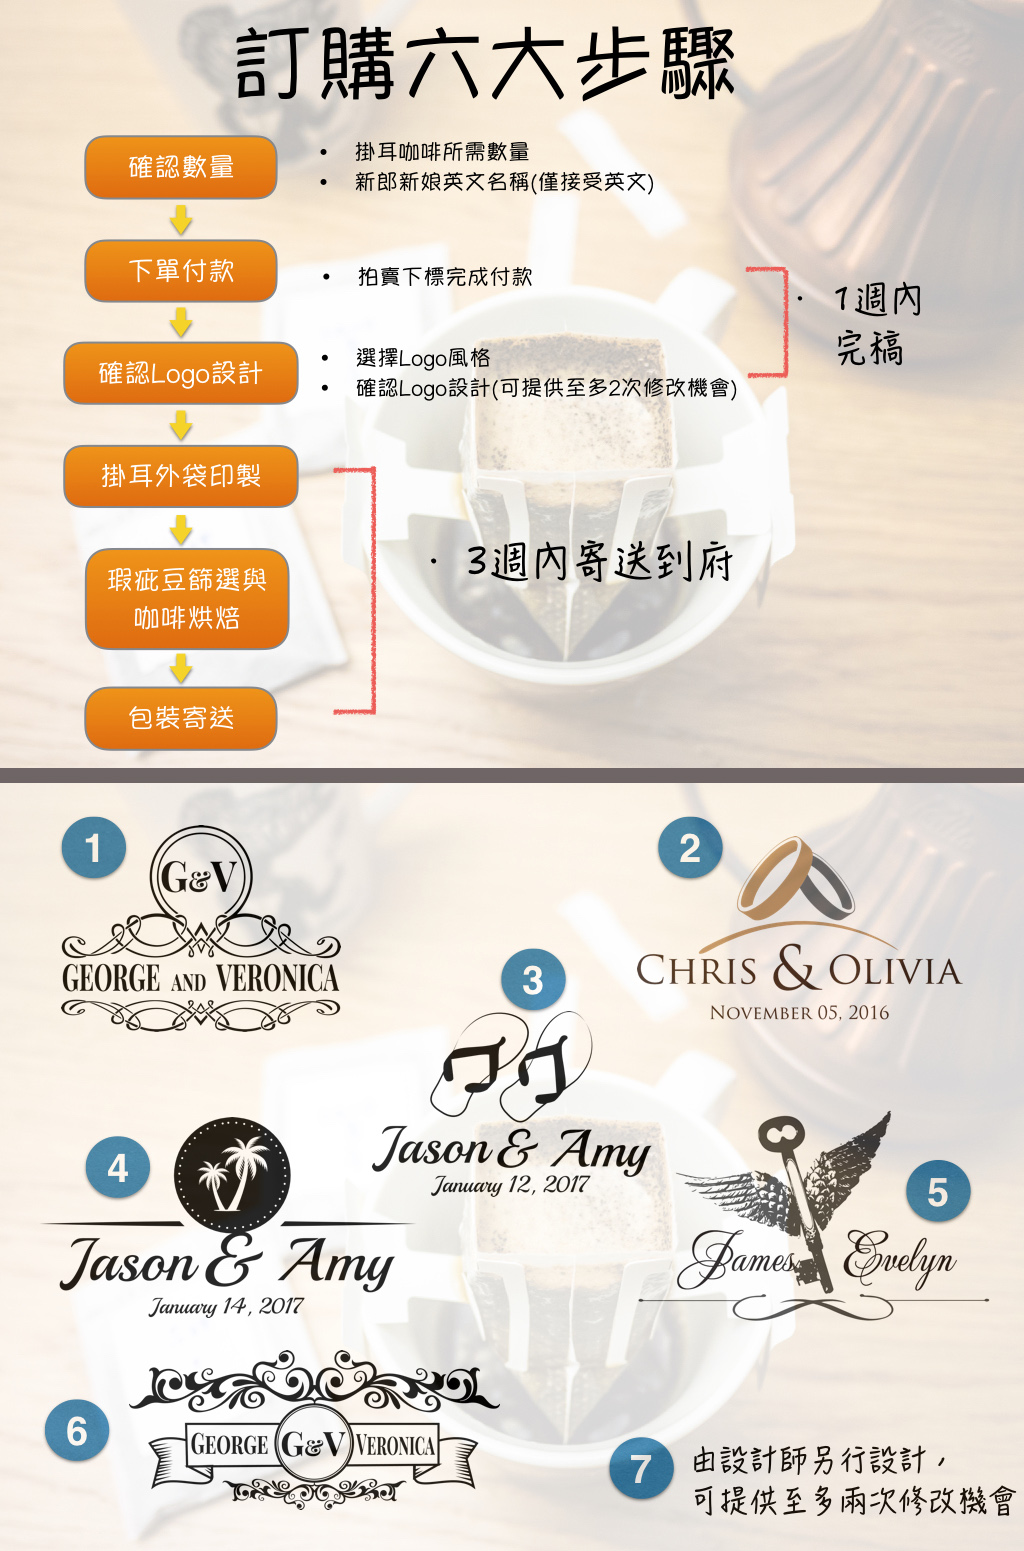 訂購六大步驟
確認數量
• 掛耳咖啡所需數量
• 新郎新娘英文名稱(僅接受英文)
下單付款
• 拍賣下標完成付款
• 1週內
完稿
確認Logo設計
• 選擇Logo風格
• 確認Logo設計(可提供至多2次修改機會)
掛耳外袋印製
• 3週內寄送到府
瑕疵豆篩選與
咖啡烘焙
包裝寄送
1
G&V
GEORGE AND VERONICA
2
CHRIS & OLIVIA
NOVEMBER 05, 2016
3
Jason & Amy
January 12, 2017
4
Jason & Amy
January 14, 2017
5
James Evelyn
6
GEORGE G&V VERONICA
7
由設計師另行設計，
可提供至多兩次修改機會